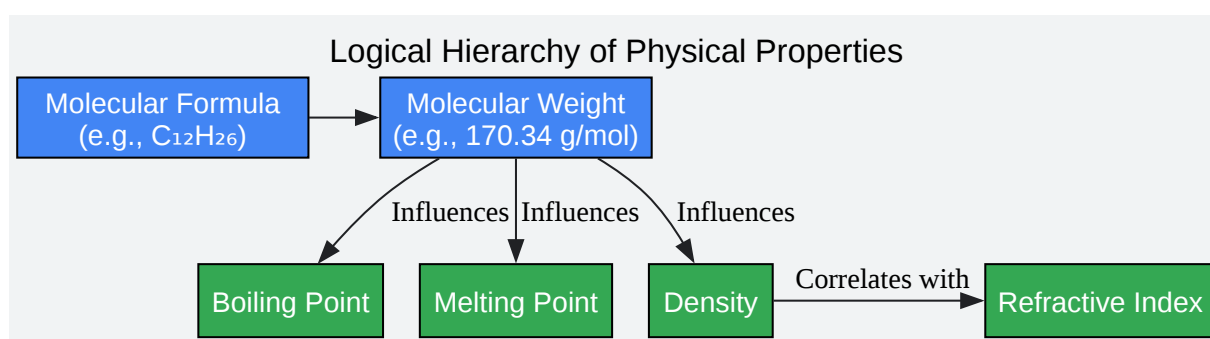 Logical Hierarchy of Physical Properties
Molecular Formula
(e.g., C₁₂H₂₆)
Molecular Weight
(e.g., 170.34 g/mol)
Influences
Influences
Influences
Correlates with
Boiling Point
Melting Point
Density
Refractive Index